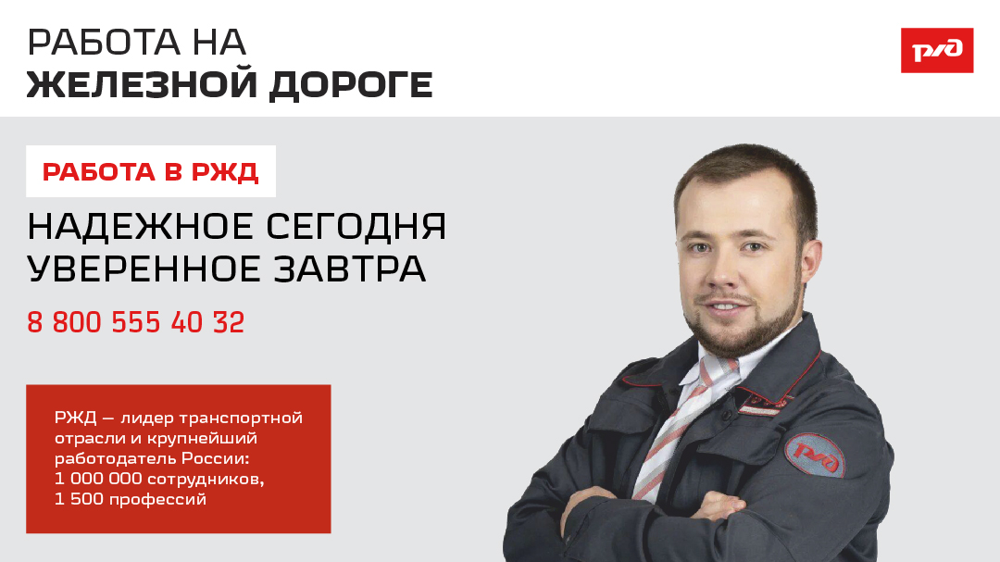 РАБОТА НА
ЖЕЛЕЗНОЙ ДОРОГЕ
РЖД
РАБОТА В РЖД
НАДЕЖНОЕ СЕГОДНЯ
УВЕРЕННОЕ ЗАВТРА
8 800 555 40 32
РЖД — лидер транспортной
отрасли и крупнейший
работодатель России:
1 000 000 сотрудников,
1 500 профессий
РЖД